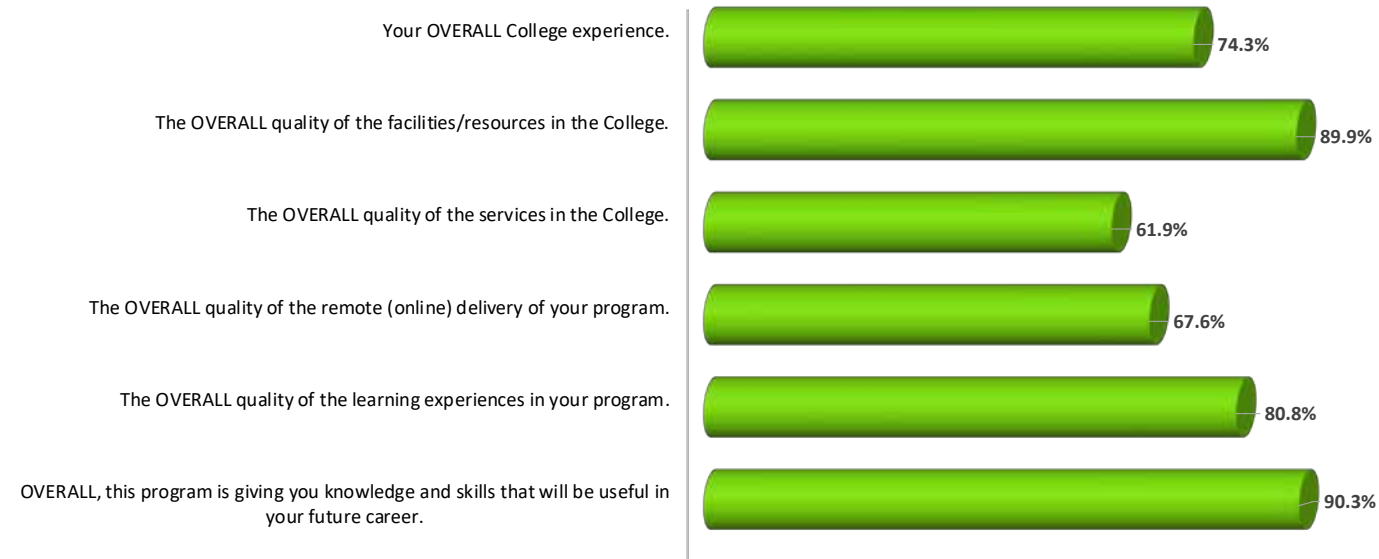 Your OVERALL College experience.
74.3%
The OVERALL quality of the facilities/resources in the College.
89.9%
The OVERALL quality of the services in the College.
61.9%
The OVERALL quality of the remote (online) delivery of your program.
67.6%
The OVERALL quality of the learning experiences in your program.
80.8%
OVERALL, this program is giving you knowledge and skills that will be useful in
your future career.
90.3%